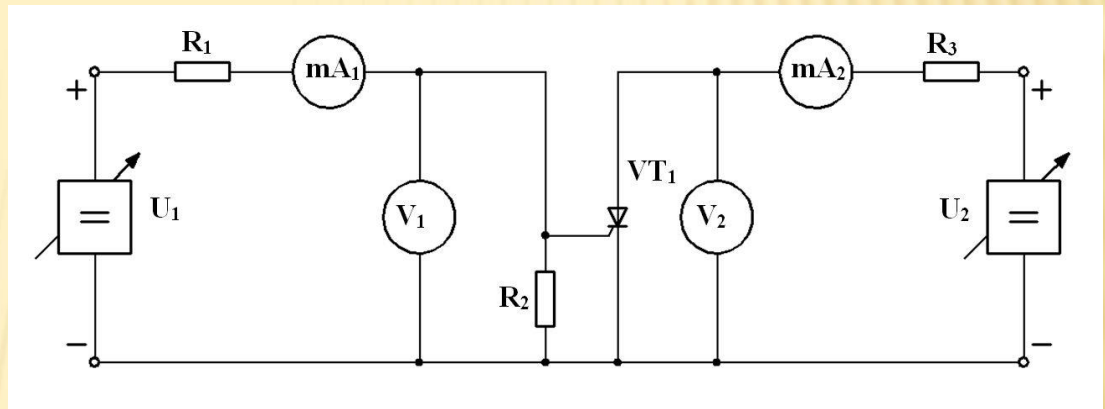 R₁
mA₁
mA₂
R₃
+
+
VT₁
U₁
=
V₁
V₂
U₂
=
R₂
−
−